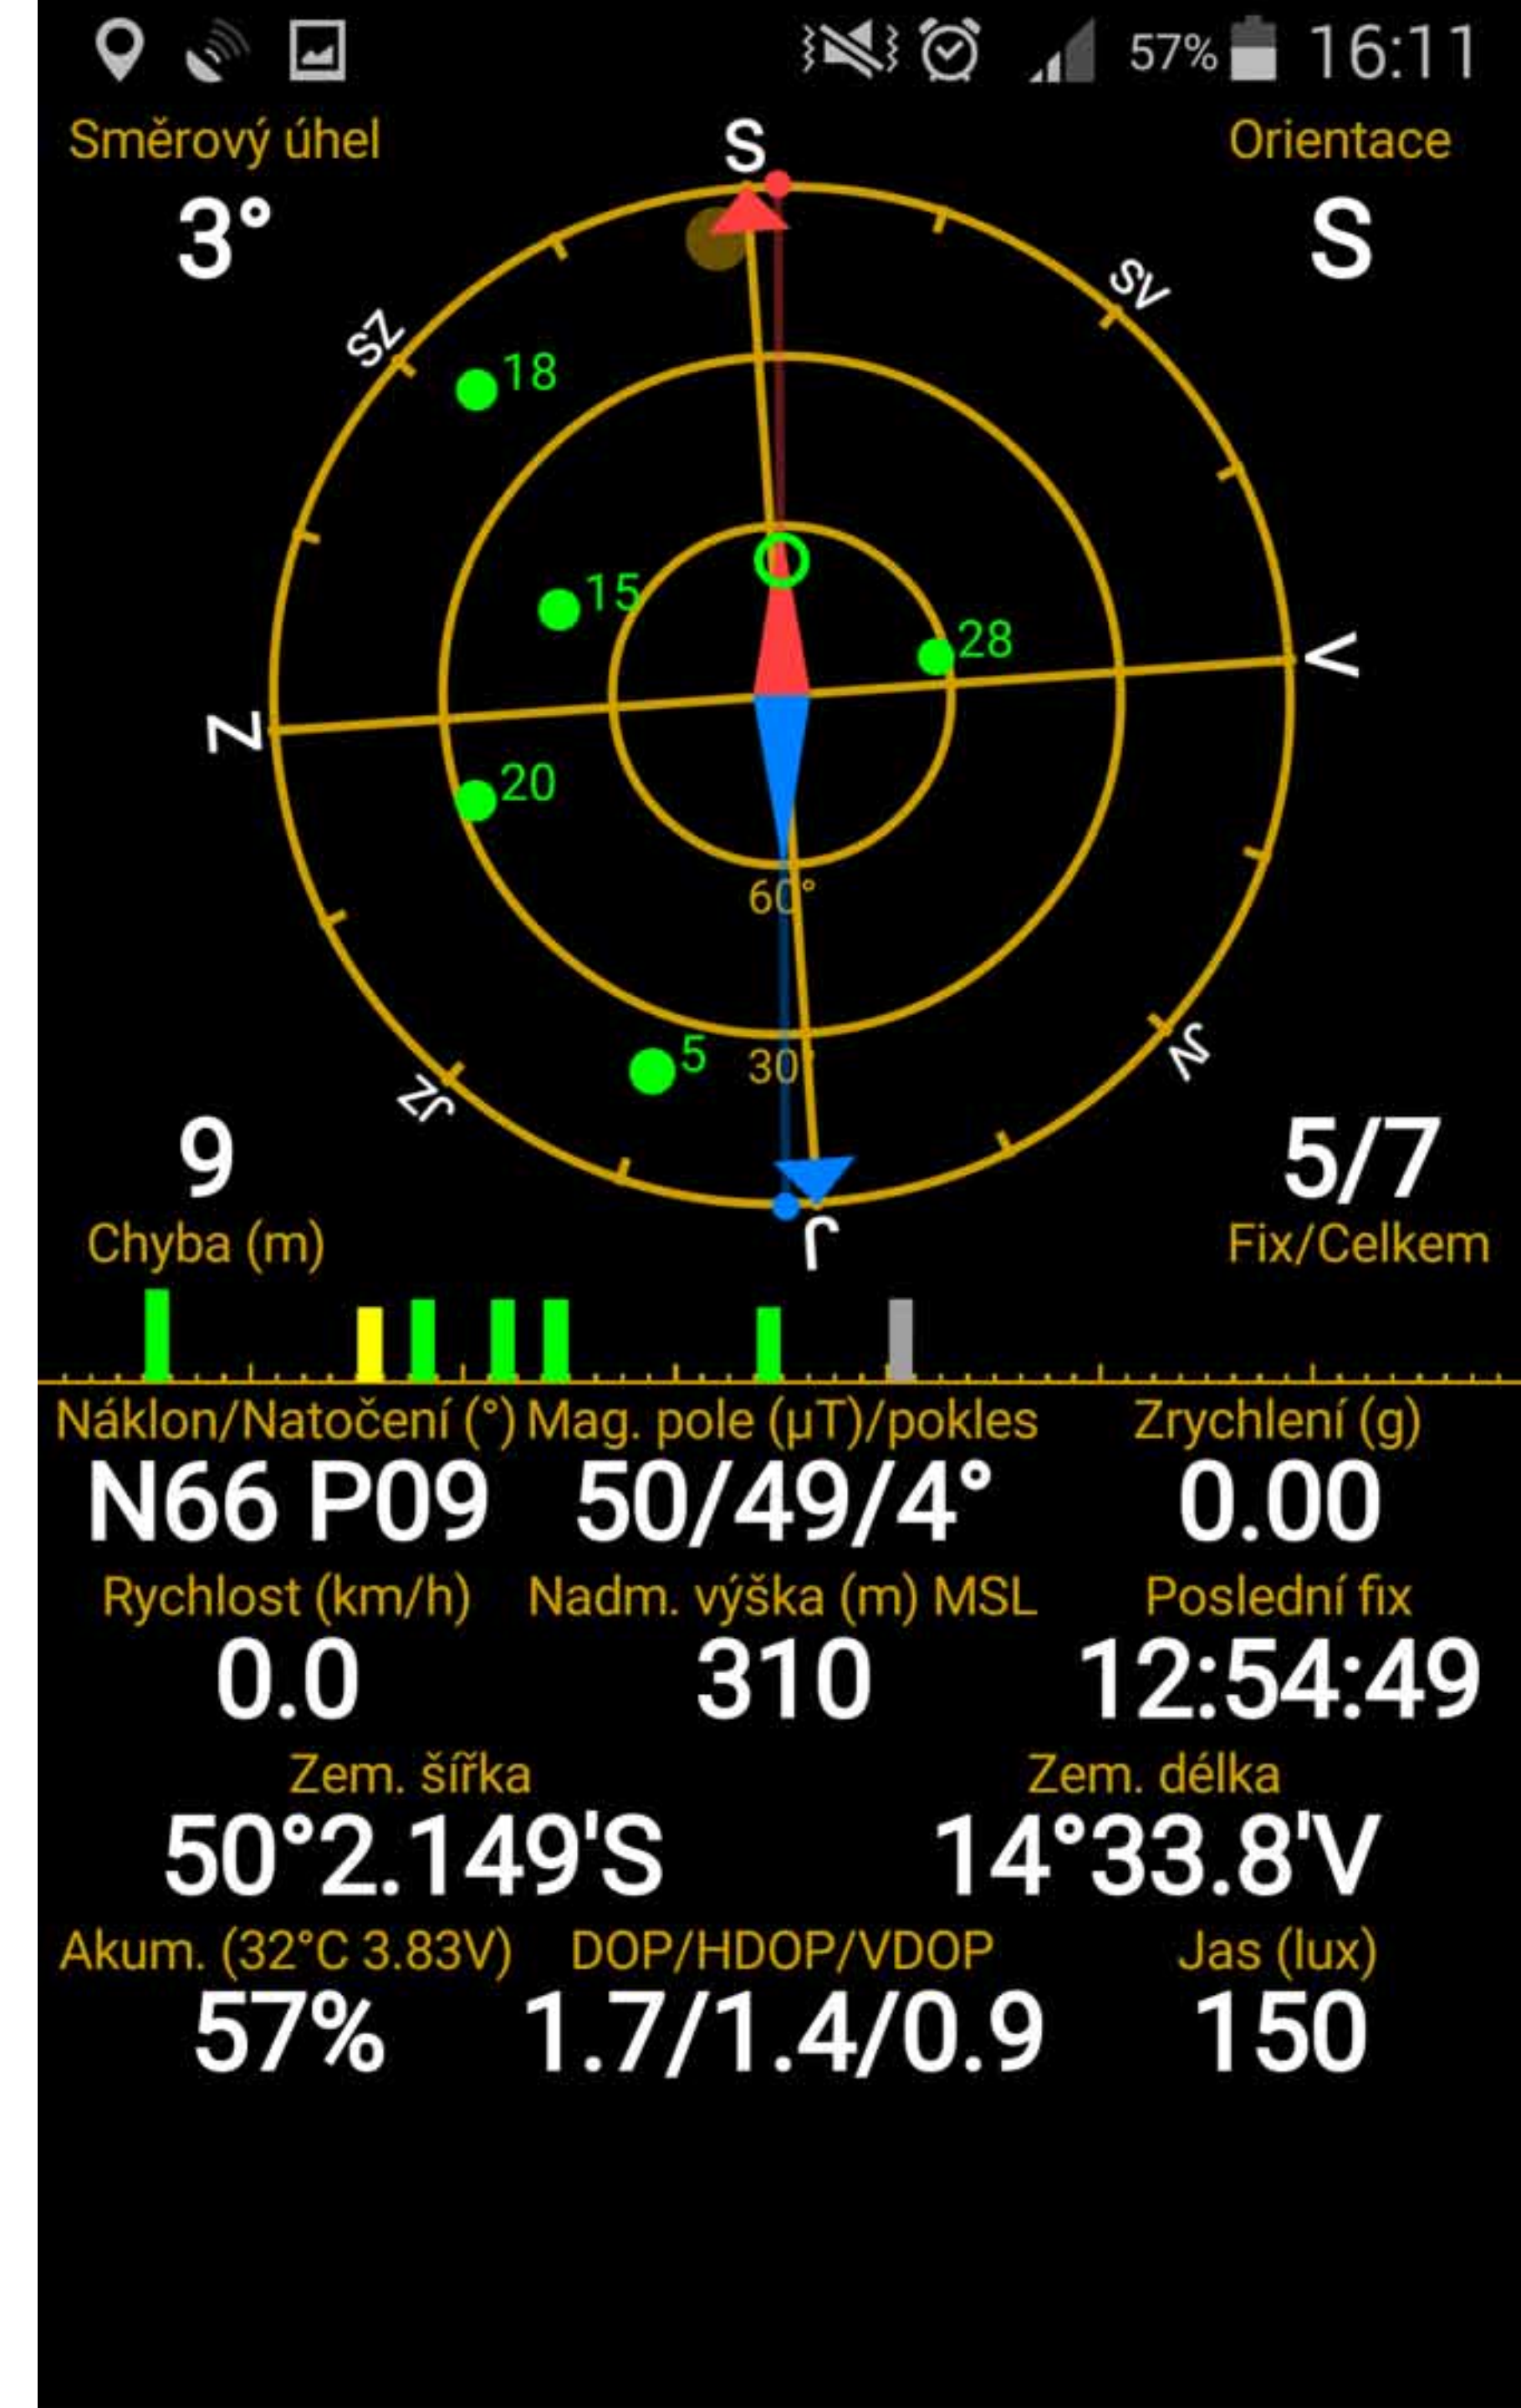 57% 16:11
Směrový úhel
Orientace
3°
S
S
SV
SZ
18
15
28
V
Z
20
60°
5
30
JV
JZ
J
9
5/7
Chyba (m)
Fix/Celkem
Náklon/Natočení (°) Mag. pole (µT)/pokles Zrychlení (g)
N66 P09 50/49/4° 0.00
Rychlost (km/h) Nadm. výška (m) MSL Poslední fix
0.0 310 12:54:49
Zem. šířka Zem. délka
50°2.149'S 14°33.8'V
Akum. (32°C 3.83V) DOP/HDOP/VDOP Jas (lux)
57% 1.7/1.4/0.9 150